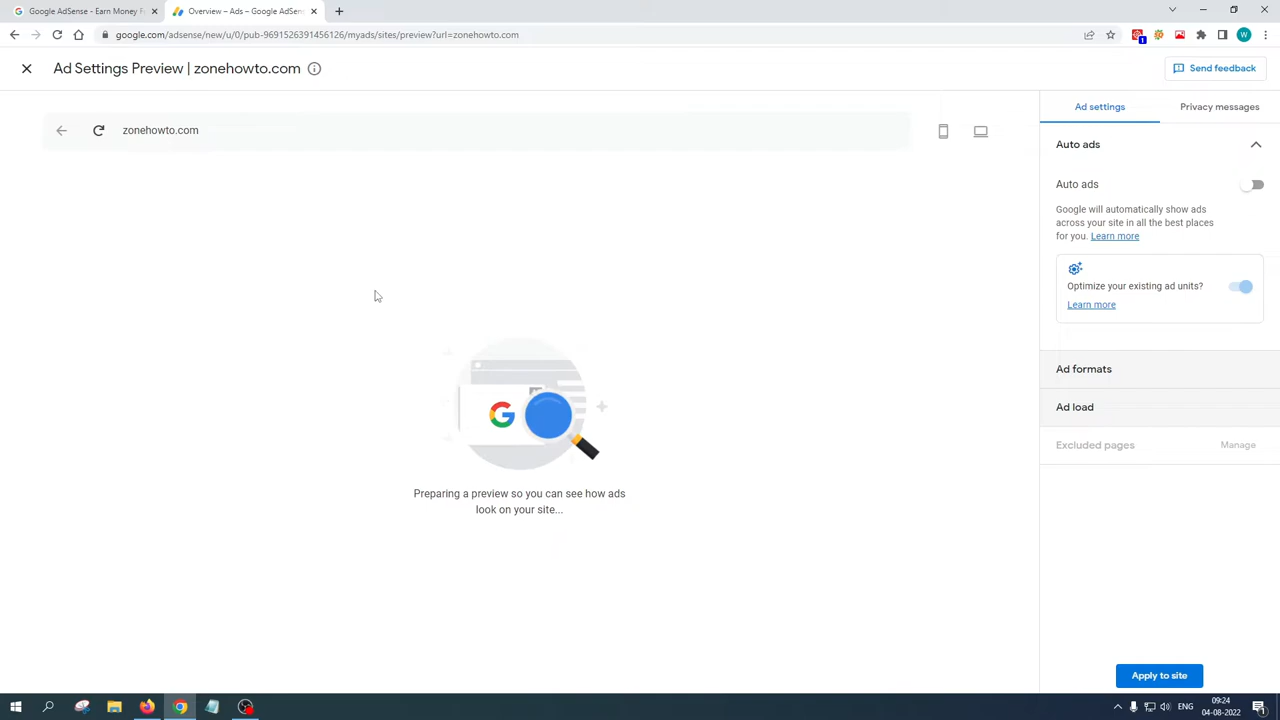 Google AdSense - Earn Money F
Overview – Ads – Google AdSen
google.com/adsense/new/u/0/pub-9691526391456126/myads/sites/preview?url=zonehowto.com
1
W
Ad Settings Preview | zonehowto.com
Send feedback
zonehowto.com
Ad settings
Privacy messages
Auto ads
Auto ads
Google will automatically show ads
across your site in all the best places
for you. Learn more
Optimize your existing ad units?
Learn more
Ad formats
Ad load
Excluded pages
Manage
Preparing a preview so you can see how ads
look on your site...
Apply to site
ENG
09:24
04-08-2022
1